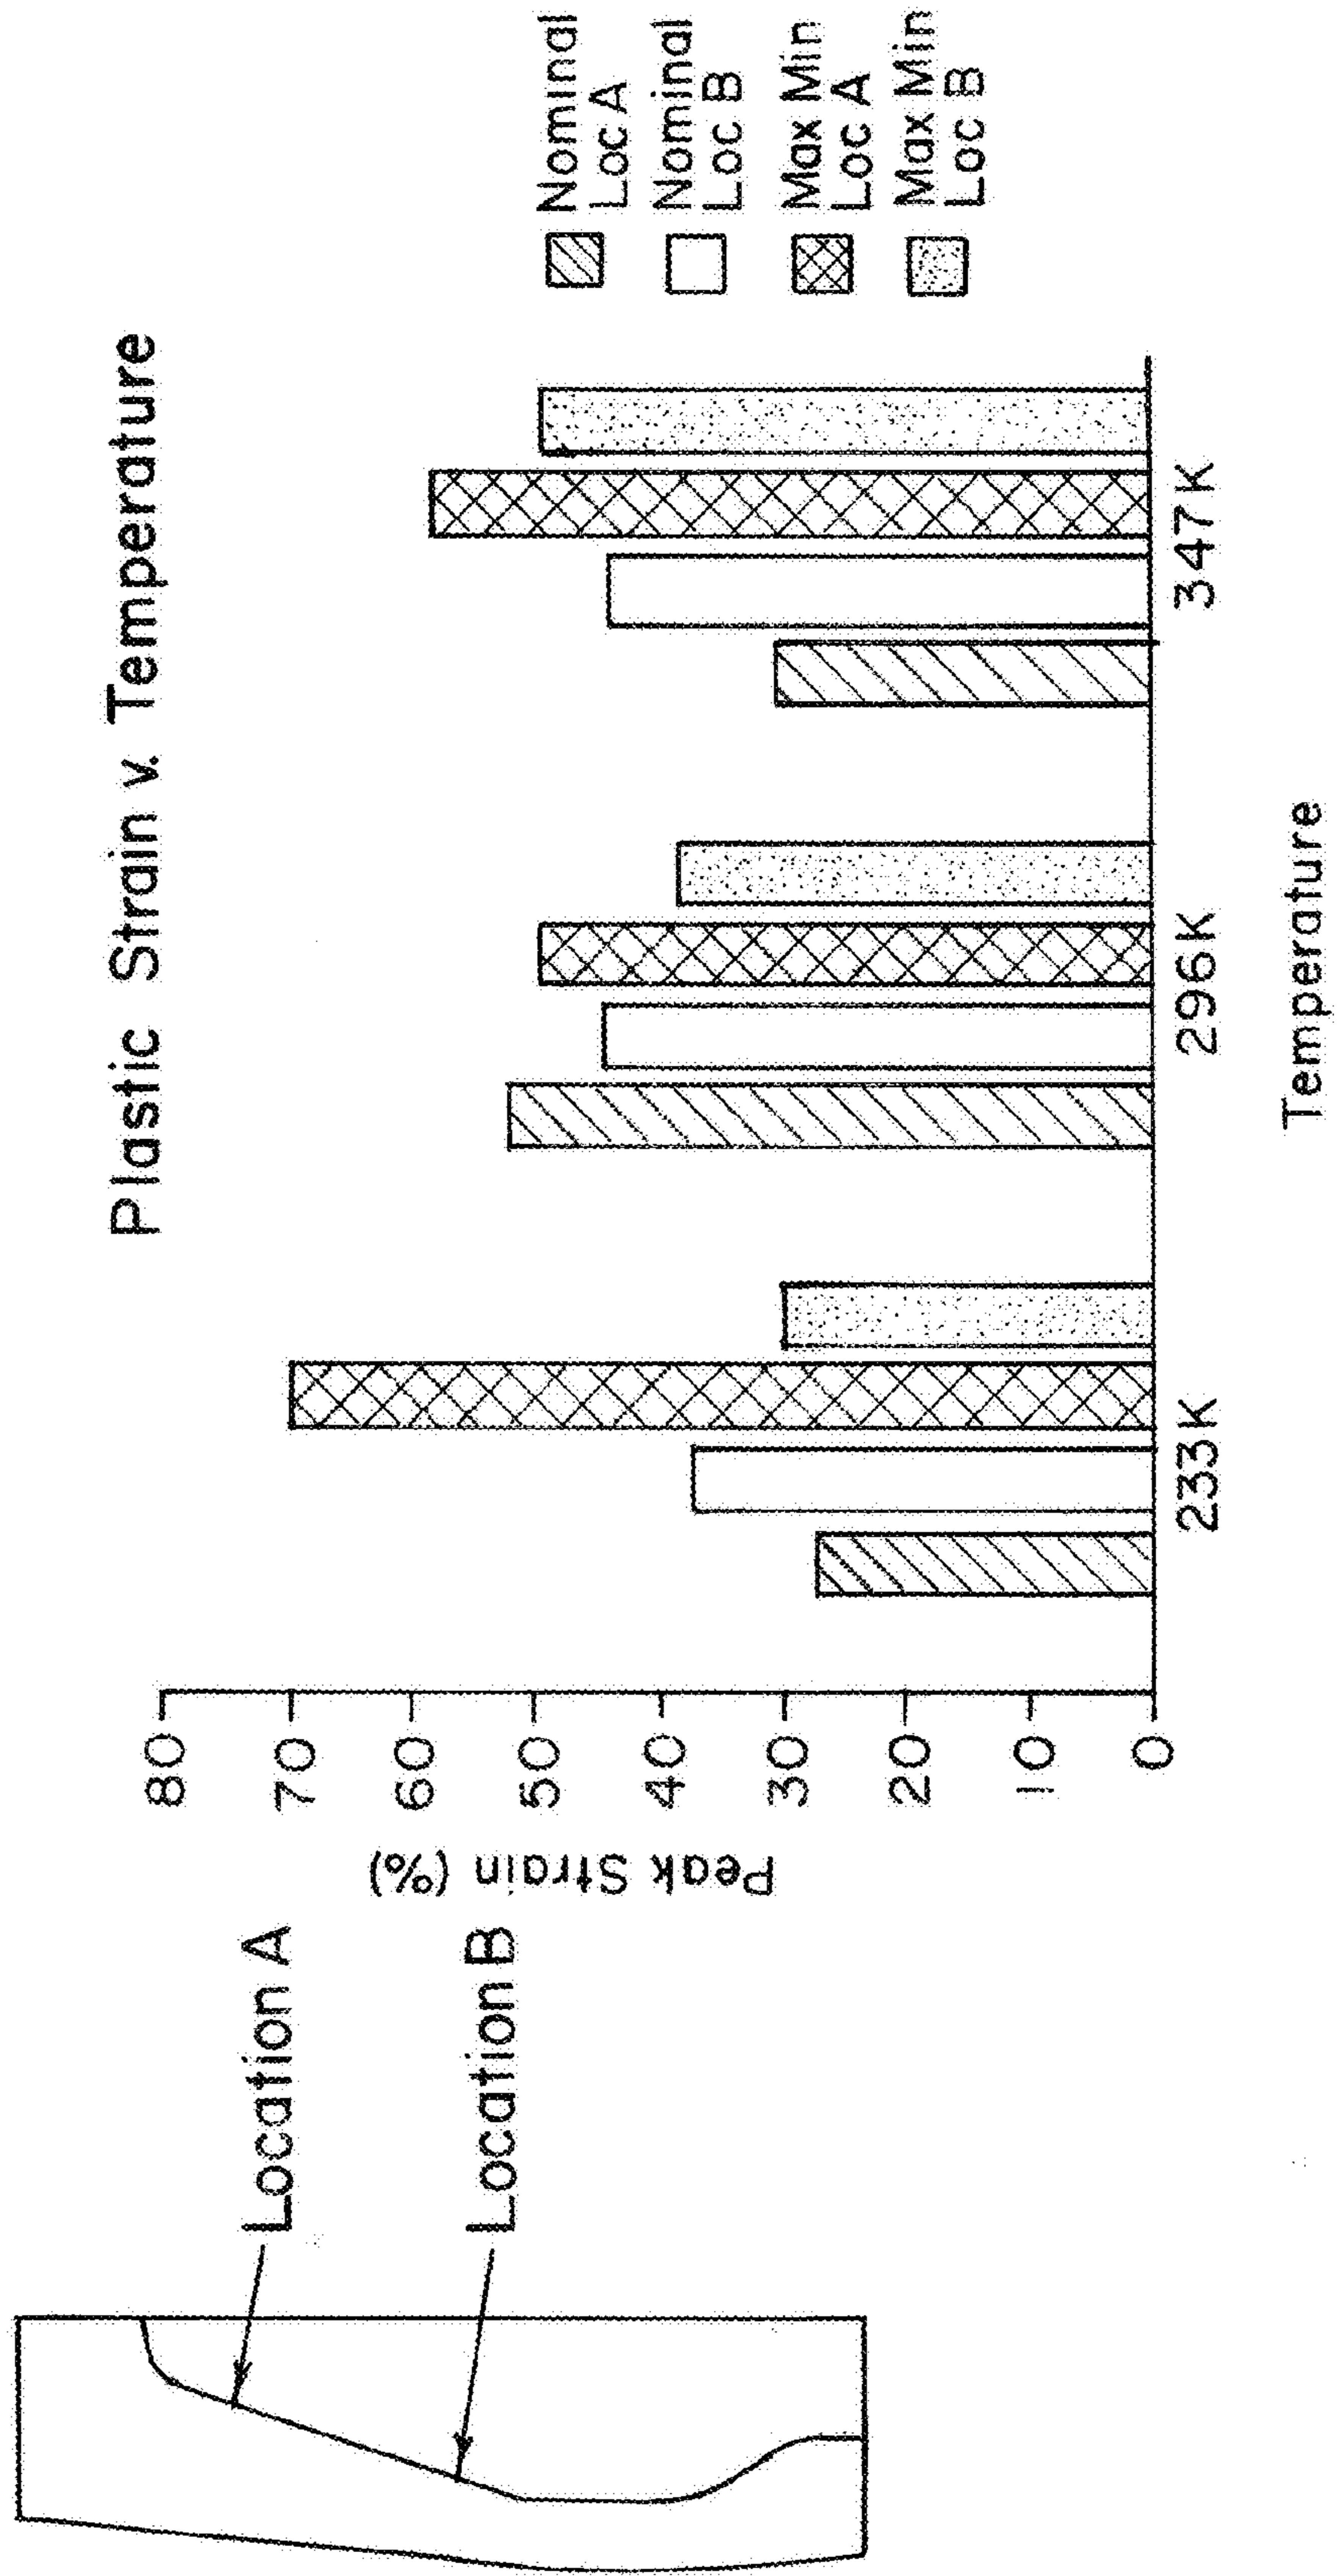 Plastic Strain v. Temperature
Location A
Location B
Peak Strain (%)
80
70
60
50
40
30
20
10
0
233K
296K
347K
Temperature
Nominal
Loc A
Nominal
Loc B
Max Min
Loc A
Max Min
Loc B